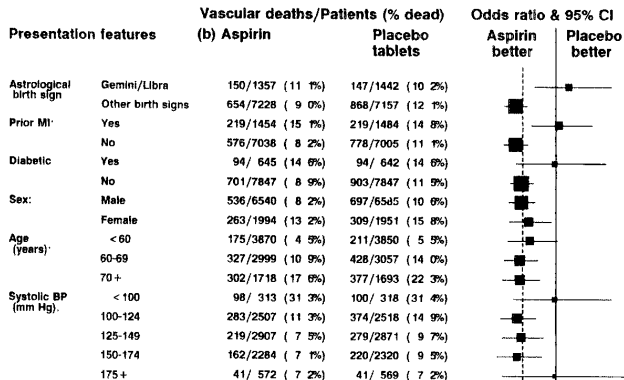 Vascular deaths/Patients (% dead) Odds ratio & 95% CI
Presentation features (b) Aspirin Placebo tablets Aspirin better Placebo better
Astrological birth sign Gemini/Libra 150/1357 (11 1%) 147/1442 (10 2%)
Other birth signs 654/7228 ( 9 0%) 868/7157 (12 1%)
Prior MI· Yes 219/1454 (15 1%) 219/1484 (14 8%)
No 576/7038 ( 8 2%) 778/7005 (11 1%)
Diabetic Yes 94/ 645 (14 6%) 94/ 642 (14 6%)
No 701/7847 ( 8 9%) 903/7847 (11 5%)
Sex: Male 536/6540 ( 8 2%) 697/6585 (10 6%)
Female 263/1994 (13 2%) 309/1951 (15 8%)
Age (years)· <60 175/3870 ( 4 5%) 211/3850 ( 5 5%)
60-69 327/2999 (10 9%) 428/3057 (14 0%)
70+ 302/1718 (17 6%) 377/1693 (22 3%)
Systolic BP (mm Hg). <100 98/ 313 (31 3%) 100/ 318 (31 4%)
100-124 283/2507 (11 3%) 374/2518 (14 9%)
125-149 219/2907 ( 7 5%) 279/2871 ( 9 7%)
150-174 162/2284 ( 7 1%) 220/2320 ( 9 5%)
175+ 41/ 572 ( 7 2%) 41/ 569 ( 7 2%)